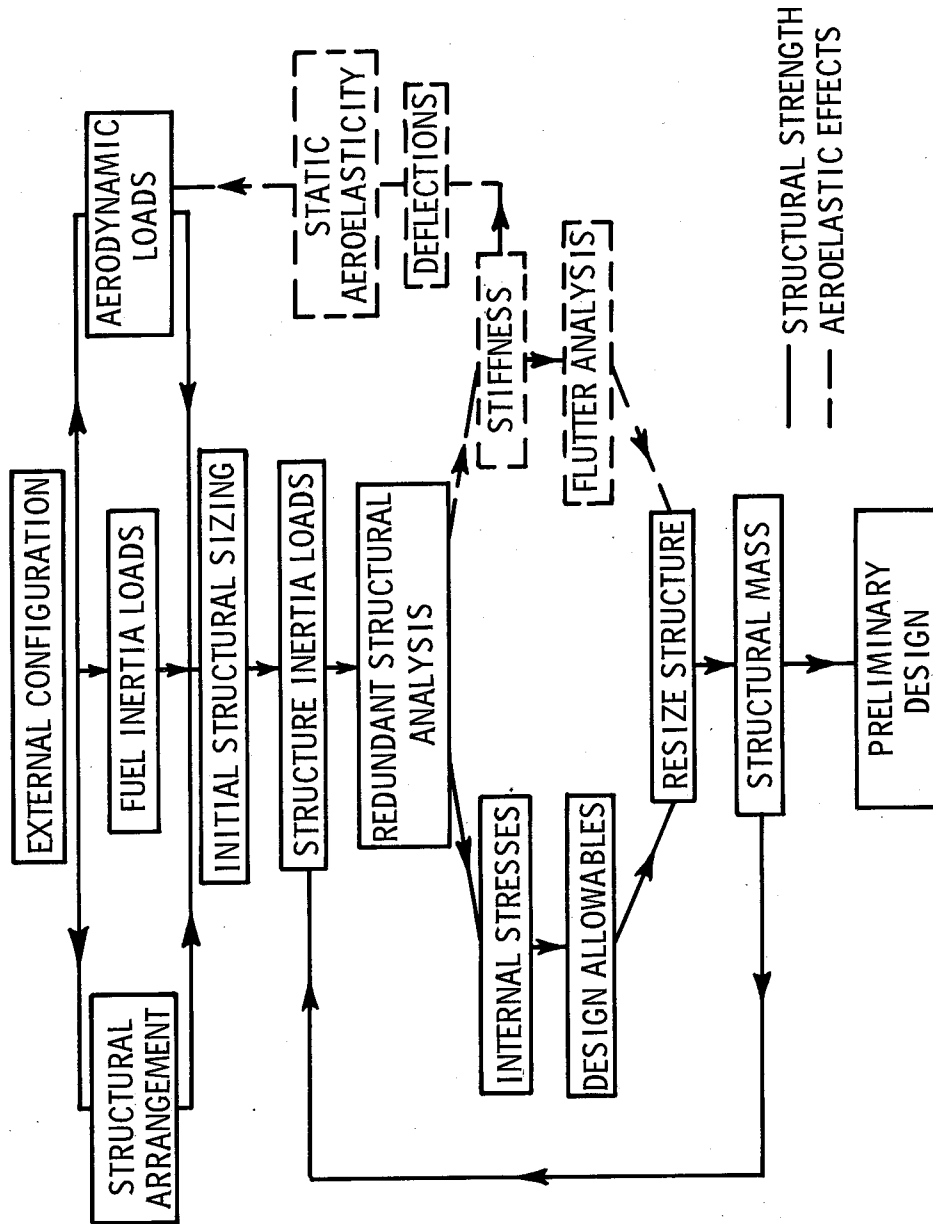 EXTERNAL CONFIGURATION
STRUCTURAL
ARRANGEMENT
FUEL INERTIA LOADS
AERODYNAMIC
LOADS
INITIAL STRUCTURAL SIZING
STRUCTURE INERTIA LOADS
REDUNDANT STRUCTURAL
ANALYSIS
STATIC
AEROELASTICITY
DEFLECTIONS
INTERNAL STRESSES
STIFFNESS
DESIGN ALLOWABLES
FLUTTER ANALYSIS
RESIZE STRUCTURE
STRUCTURAL MASS
PRELIMINARY
DESIGN
STRUCTURAL STRENGTH
AEROELASTIC EFFECTS